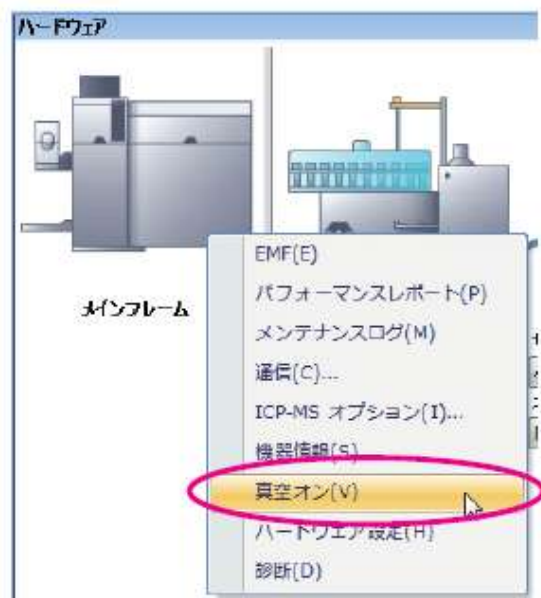 ハードウェア
メインフレーム
EMF(E)
パフォーマンスレポート(P)
メンテナンスログ(M)
通信(C)...
ICP-MS オプション(I)...
機器情報(S)...
真空オン(V)
ハードウェア設定(H)
診断(D)